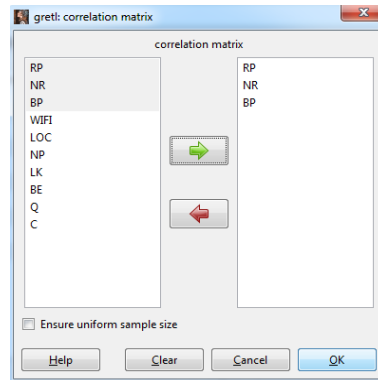 gretl: correlation matrix
correlation matrix
RP
NR
BP
WIFI
LOC
NP
LK
BE
Q
C
RP
NR
BP
Ensure uniform sample size
Help
Clear
Cancel
OK